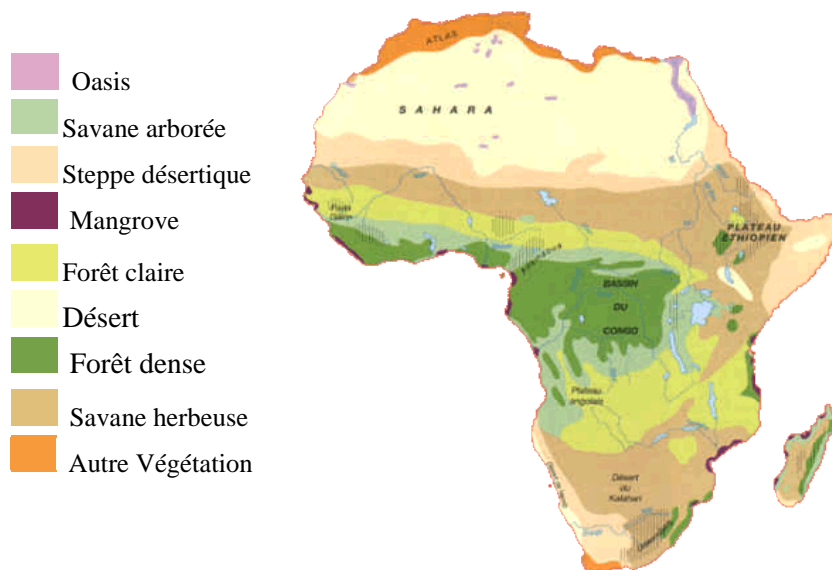 Oasis
Savane arborée
Steppe désertique
Mangrove
Forêt claire
Désert
Forêt dense
Savane herbeuse
Autre Végétation
ATLAS
SAHARA
PLATEAU
ETHIOPIEN
BASSIN
DU
CONGO
Plateau
angolais
Désert
du
Kalahari